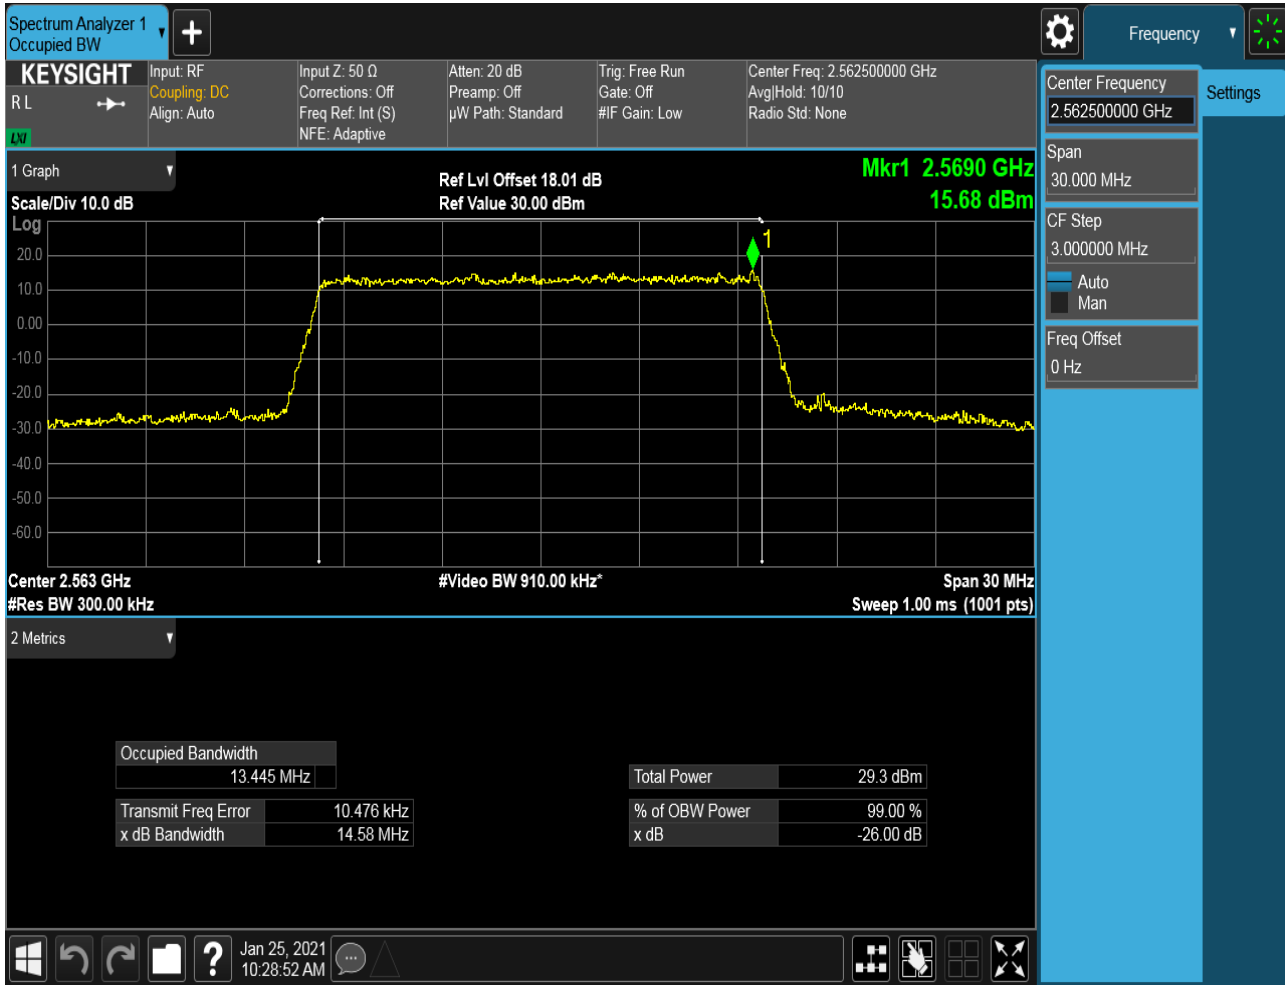 Spectrum Analyzer 1
Occupied BW
Frequency
KEYSIGHT
R L
LXI
Input: RF
Coupling: DC
Align: Auto
Input Z: 50 Ω
Corrections: Off
Freq Ref: Int (S)
NFE: Adaptive
Atten: 20 dB
Preamp: Off
µW Path: Standard
Trig: Free Run
Gate: Off
#IF Gain: Low
Center Freq: 2.562500000 GHz
Avg|Hold: 10/10
Radio Std: None
Center Frequency
2.562500000 GHz
Settings
Span
30.000 MHz
CF Step
3.000000 MHz
Auto
Man
Freq Offset
0 Hz
1 Graph
Ref Lvl Offset 18.01 dB
Mkr1 2.5690 GHz
Scale/Div 10.0 dB
Ref Value 30.00 dBm
15.68 dBm
Log
1
20.0
10.0
0.00
-10.0
-20.0
-30.0
-40.0
-50.0
-60.0
Center 2.563 GHz
#Video BW 910.00 kHz*
Span 30 MHz
#Res BW 300.00 kHz
Sweep 1.00 ms (1001 pts)
2 Metrics
Occupied Bandwidth
13.445 MHz
Total Power 29.3 dBm
Transmit Freq Error 10.476 kHz
% of OBW Power 99.00 %
x dB Bandwidth 14.58 MHz
x dB -26.00 dB
?
Jan 25, 2021
10:28:52 AM